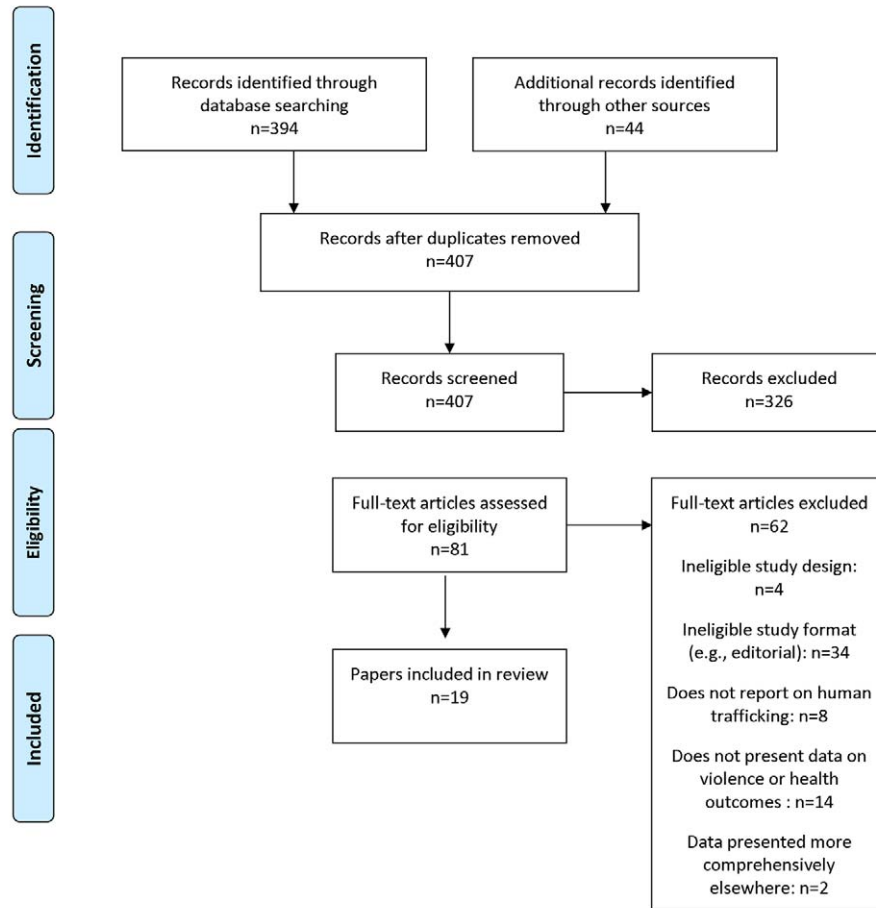 Identification
Records identified through
database searching
n=394
Additional records identified
through other sources
n=44
Screening
Records after duplicates removed
n=407
Records screened
n=407
Records excluded
n=326
Eligibility
Full-text articles assessed
for eligibility
n=81
Full-text articles excluded
n=62
Ineligible study design:
n=4
Ineligible study format
(e.g., editorial): n=34
Does not report on human
trafficking: n=8
Does not present data on
violence or health
outcomes : n=14
Data presented more
comprehensively
elsewhere: n=2
Included
Papers included in review
n=19